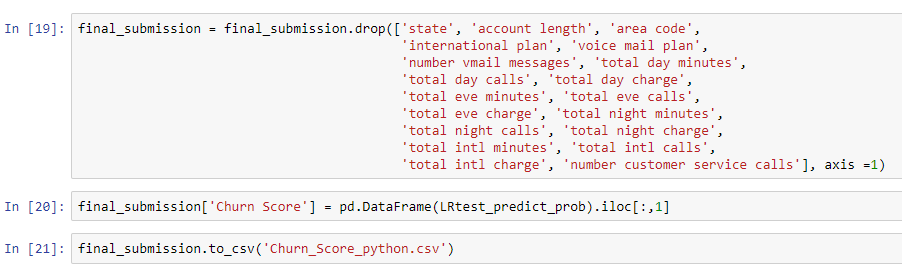 In [19]: final_submission = final_submission.drop(['state', 'account length', 'area code',
'international plan', 'voice mail plan',
'number vmail messages', 'total day minutes',
'total day calls', 'total day charge',
'total eve minutes', 'total eve calls',
'total eve charge', 'total night minutes',
'total night calls', 'total night charge',
'total intl minutes', 'total intl calls',
'total intl charge', 'number customer service calls'], axis =1)
In [20]: final_submission['Churn Score'] = pd.DataFrame(LRtest_predict_prob).iloc[:,1]
In [21]: final_submission.to_csv('Churn_Score_python.csv')